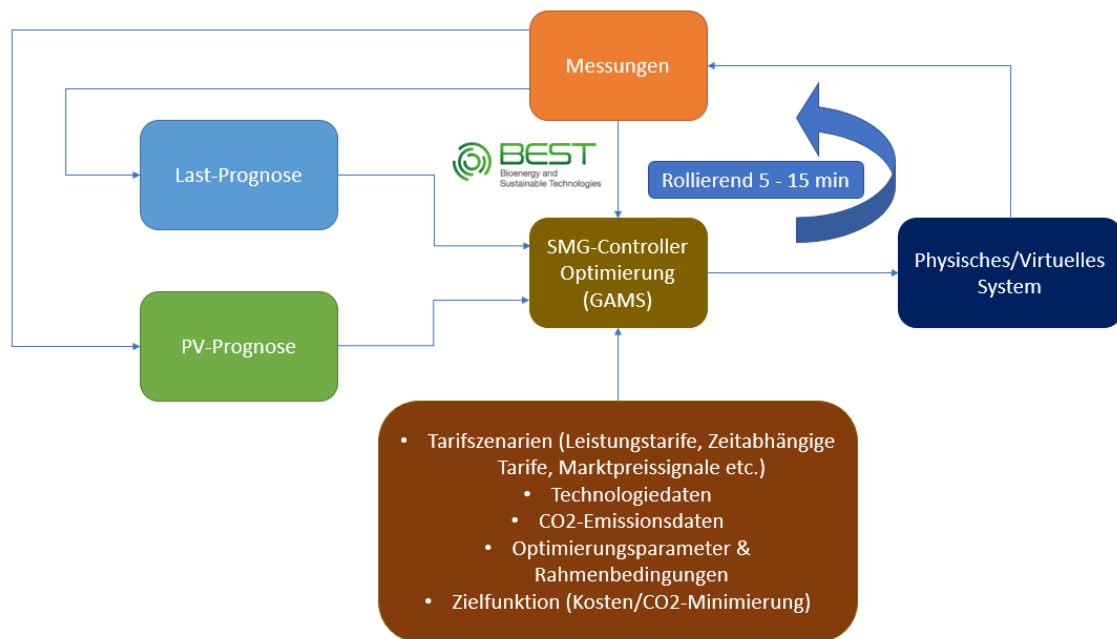 Messungen
BEST
Bioenergy and
Sustainable Technologies
Rollierend 5 - 15 min
Last-Prognose
SMG-Controller
Optimierung
(GAMS)
Physisches/Virtuelles
System
PV-Prognose
• Tarifszenarien (Leistungstarife, Zeitabhängige
Tarife, Marktpreissignale etc.)
• Technologiedaten
• CO2-Emissionsdaten
• Optimierungsparameter &
Rahmenbedingungen
• Zielfunktion (Kosten/CO2-Minimierung)